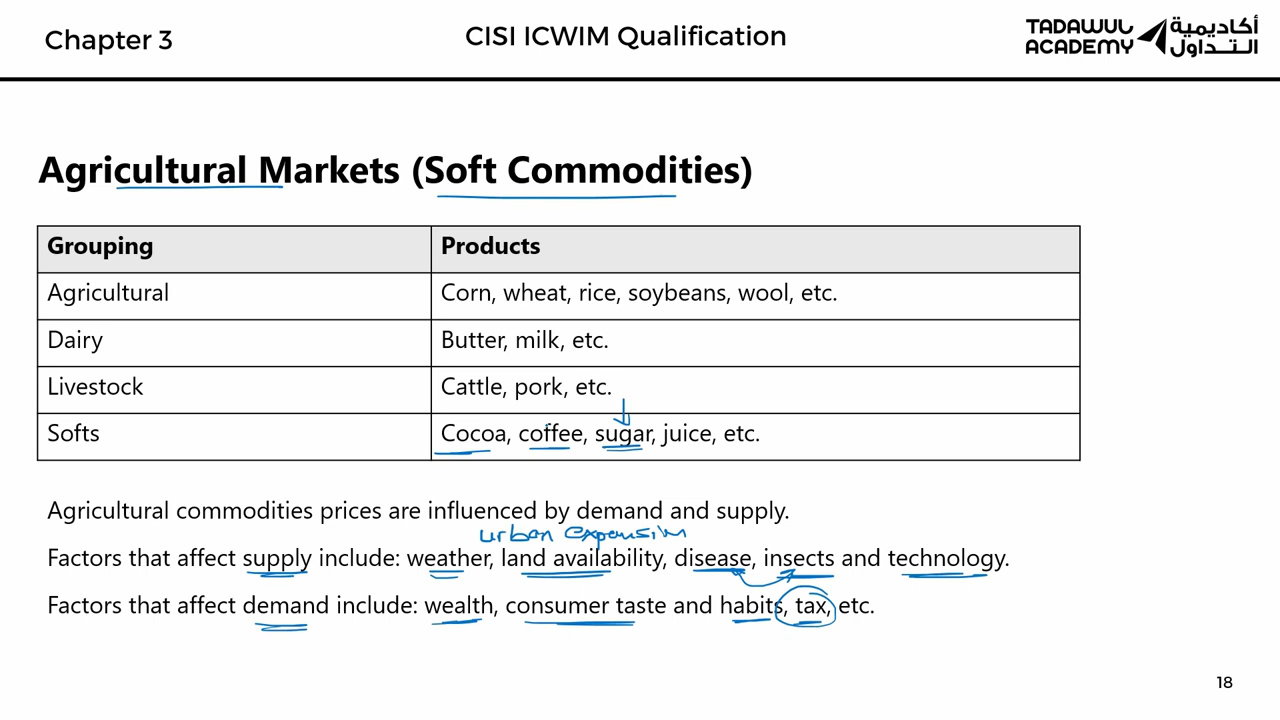 Chapter 3
CISI ICWIM Qualification
TADAWUL
ACADEMY
أكاديمية
التداول
Agricultural Markets (Soft Commodities)
Grouping Products
Agricultural Corn, wheat, rice, soybeans, wool, etc.
Dairy Butter, milk, etc.
Livestock Cattle, pork, etc.
Softs Cocoa, coffee, sugar, juice, etc.
Agricultural commodities prices are influenced by demand and supply.
urban expansion
Factors that affect supply include: weather, land availability, disease, insects and technology.
Factors that affect demand include: wealth, consumer taste and habits, tax, etc.
18